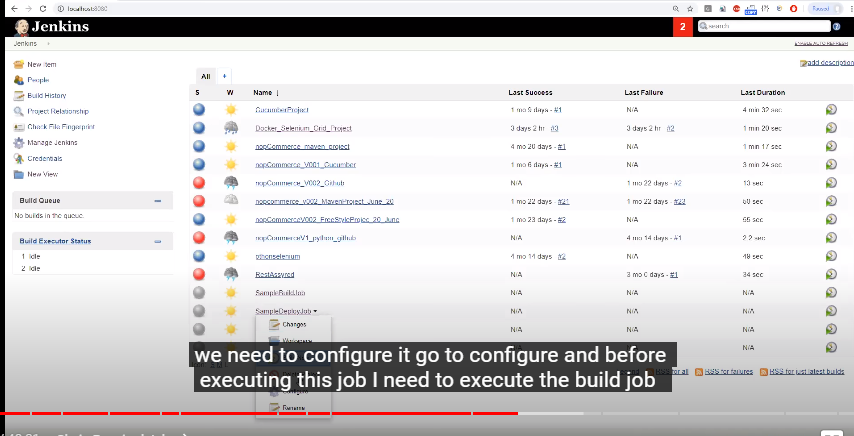 localhost:8080
Paused
Jenkins
2
search
Jenkins
ENABLE AUTO REFRESH
New Item
People
Build History
Project Relationship
Check File Fingerprint
Manage Jenkins
Credentials
New View
Build Queue
No builds in the queue
Build Executor Status
1 Idle
2 Idle
add description
All +
S W Name ↓ Last Success Last Failure Last Duration
CucumberProject 1 mo 9 days - #1 N/A 4 min 32 sec
Docker_Selenium_Grid_Project 3 days 2 hr - #3 3 days 2 hr - #2 1 min 20 sec
nopCommerce_maven_project 4 mo 20 days - #1 N/A 1 min 17 sec
nopCommerce_V001_Cucumber 1 mo 6 days - #1 N/A 3 min 24 sec
nopCommerce_V002_Github N/A 1 mo 22 days - #2 13 sec
nopcommerce_v002_MavenProject_June_20 1 mo 22 days - #21 1 mo 22 days - #23
nopCommerceV002_FreeStyleProjec_20_June 1 mo 23 days - #2 N/A
nopCommerceV1_python_github N/A 4 mo 14 days - #1 2.2 sec
pthonselenium 4 mo 14 days - #2 N/A 49 sec
RestAssured N/A 3 mo 0 days - #1 34 sec
SampleBuildJob N/A N/A N/A
SampleDeployJob N/A N/A N/A
Changes
Workspace
N/A N/A N/A
N/A N/A N/A
we need to configure it go to configure and before
executing this job I need to execute the build job
RSS for all RSS for failures RSS for just latest builds
Configure
Rename